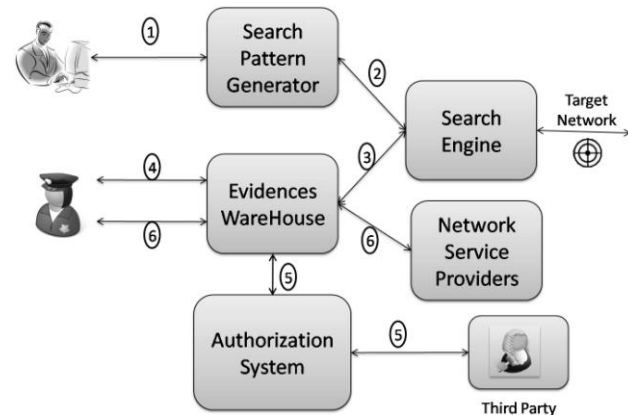 1
Search
Pattern
Generator
2
Search
Engine
Target
Network
3
4
Evidences
WareHouse
6
6
Network
Service
Providers
5
Authorization
System
5
Third Party